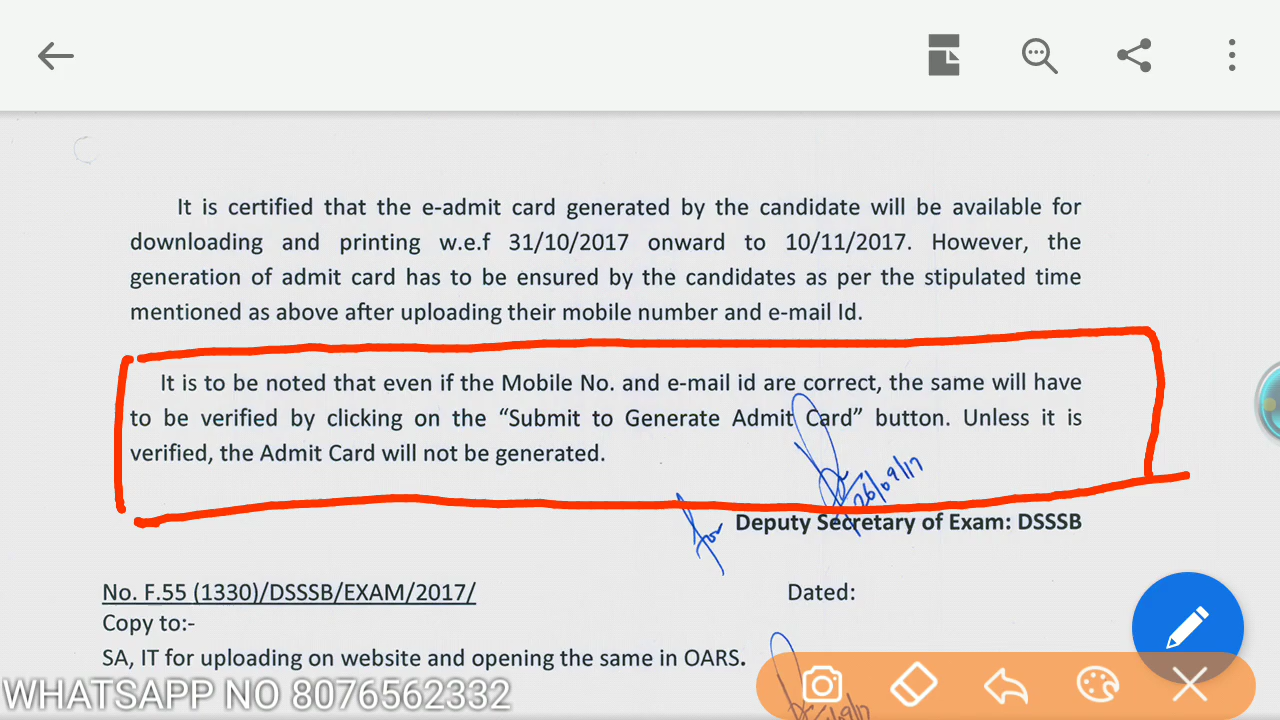 It is certified that the e-admit card generated by the candidate will be available for
downloading and printing w.e.f 31/10/2017 onward to 10/11/2017. However, the
generation of admit card has to be ensured by the candidates as per the stipulated time
mentioned as above after uploading their mobile number and e-mail Id.
It is to be noted that even if the Mobile No. and e-mail id are correct, the same will have
to be verified by clicking on the “Submit to Generate Admit Card” button. Unless it is
verified, the Admit Card will not be generated.
26/09/17
for
Deputy Secretary of Exam: DSSSB
No. F.55 (1330)/DSSSB/EXAM/2017/ Dated:
Copy to:-
SA, IT for uploading on website and opening the same in OARS.
WHATSAPP NO 8076562332